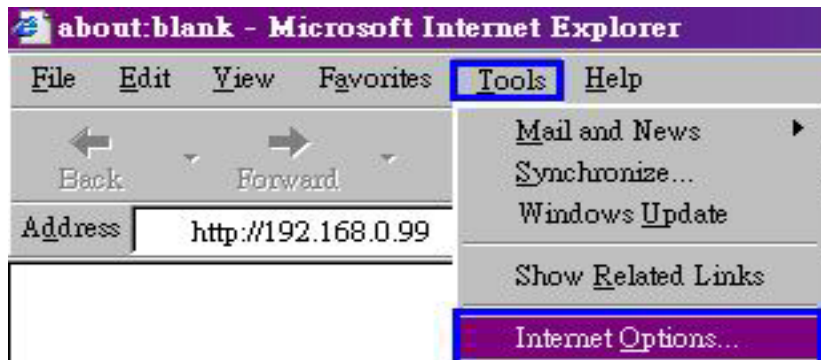 about:blank - Microsoft Internet Explorer
File Edit View Favorites Tools Help
Back Forward
Address http://192.168.0.99
Mail and News
Synchronize...
Windows Update
Show Related Links
Internet Options...